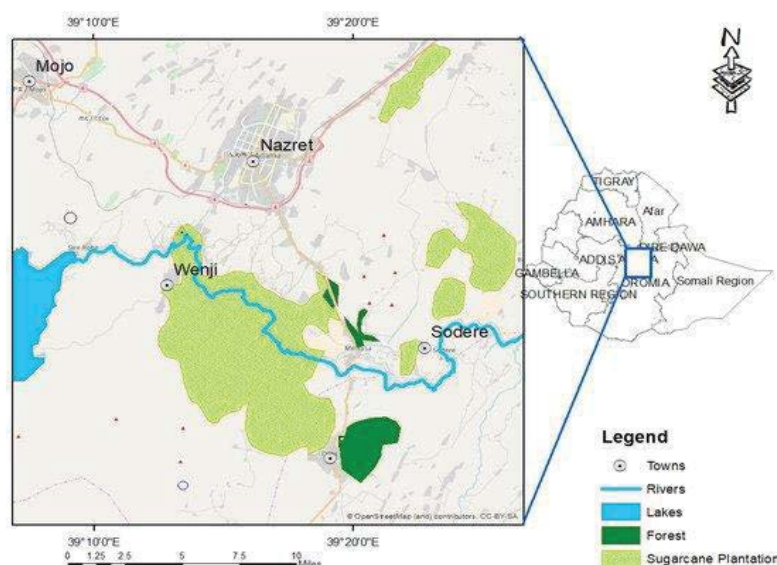 39°10'0"E
39°20'0"E
N
Mojo
Nazret
Wenji
Sodere
© OpenStreetMap (and) contributors, CC-BY-SA
39°10'0"E
39°20'0"E
0 1.25 2.5 5 7.5 10
Miles
TIGRAY
Afar
AMHARA
DIRE DAWA
GAMBELLA
OROMIA
Somali Region
SOUTHERN REGION
Legend
Towns
Rivers
Lakes
Forest
Sugarcane Plantation